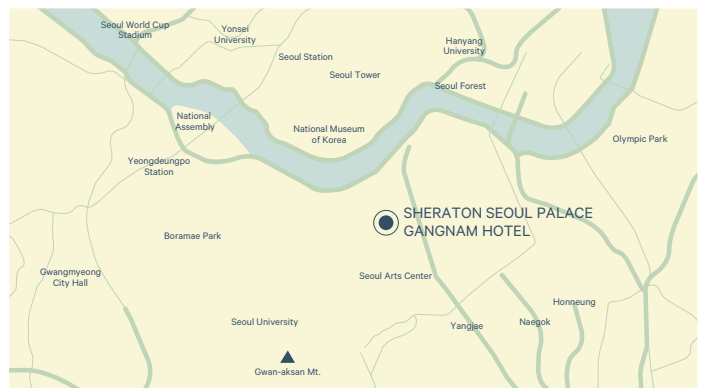 Seoul World Cup
Stadium
Yonsei
University
Hanyang
University
Seoul Station
Seoul Tower
Seoul Forest
National
Assembly
National Museum
of Korea
Olympic Park
Yeongdeungpo
Station
SHERATON SEOUL PALACE
GANGNAM HOTEL
Boramae Park
Gwangmyeong
City Hall
Seoul Arts Center
Honneung
Seoul University
Yangjae
Naegok
Gwan-aksan Mt.